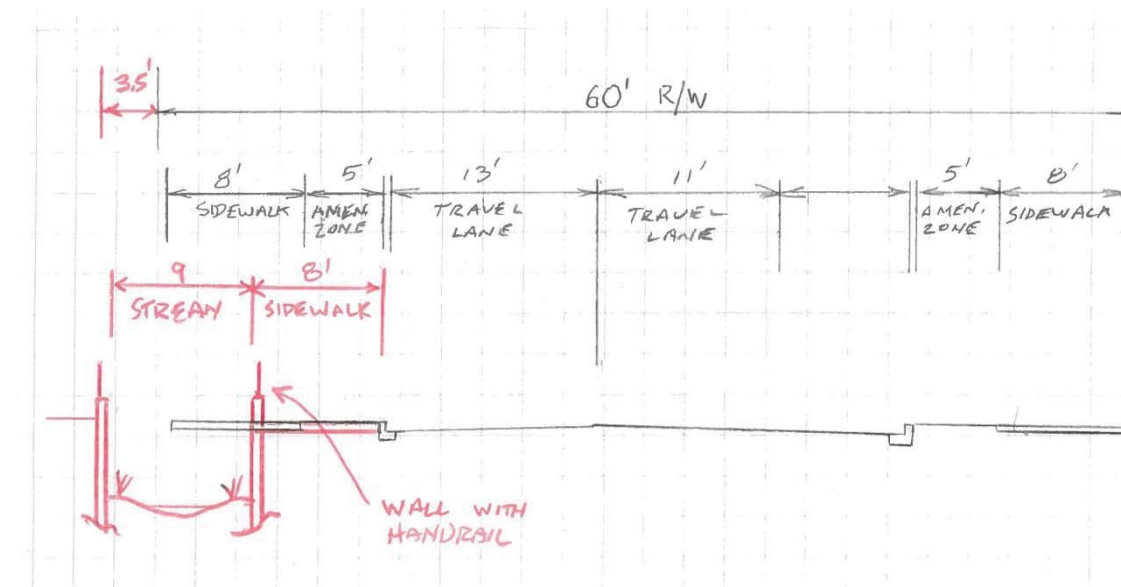 3.5'
60' R/W
8'
5'
13'
11'
5'
8'
SIDEWALK
AMEN.
ZONE
TRAVEL
LANE
TRAVEL
LANE
AMEN.
ZONE
SIDEWALK
9
8'
STREAM
SIDEWALK
WALL WITH
HANDRAIL